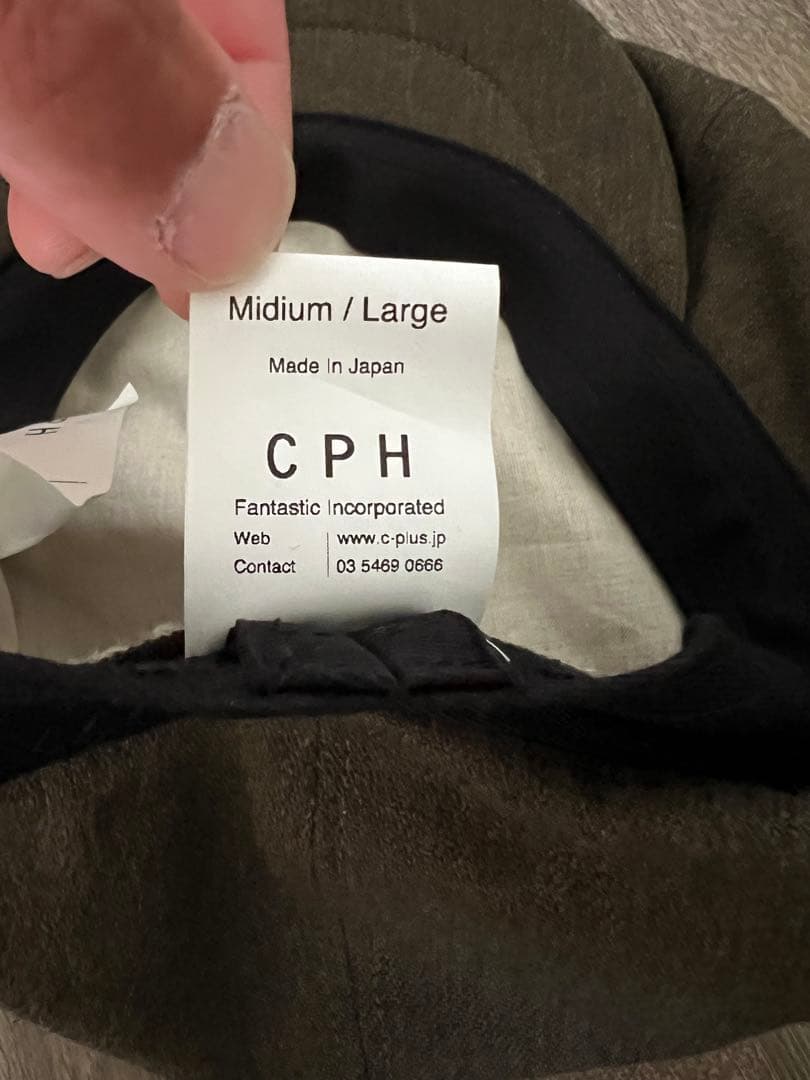 Midium / Large
Made In Japan
C P H
Fantastic Incorporated
Web www.c-plus.jp
Contact 03 5469 0666
H